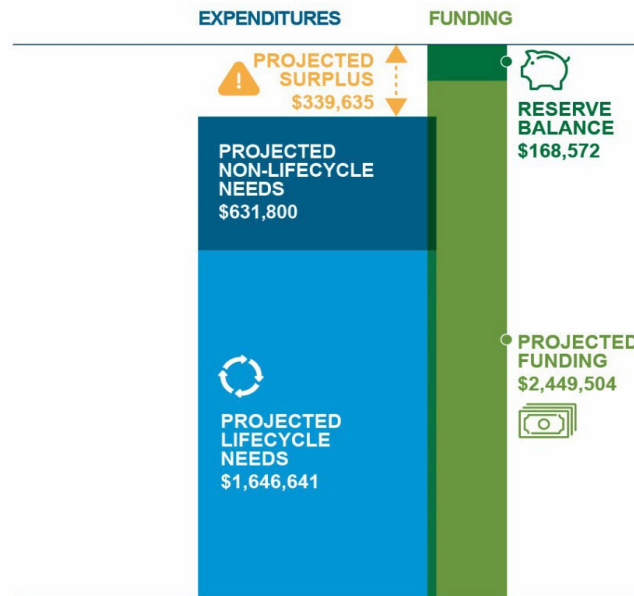 EXPENDITURES
FUNDING
PROJECTED
SURPLUS
$339,635
!
RESERVE
BALANCE
$168,572
PROJECTED
NON-LIFECYCLE
NEEDS
$631,800
PROJECTED
FUNDING
$2,449,504
PROJECTED
LIFECYCLE
NEEDS
$1,646,641